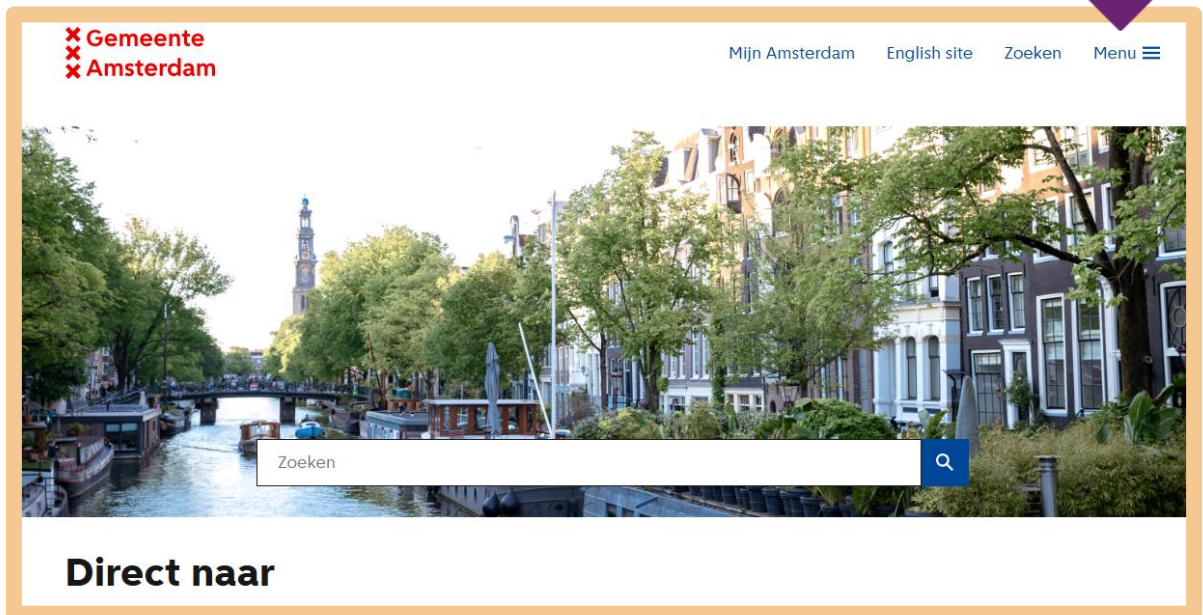 Gemeente
Amsterdam
Mijn Amsterdam English site Zoeken Menu
Zoeken
Direct naar